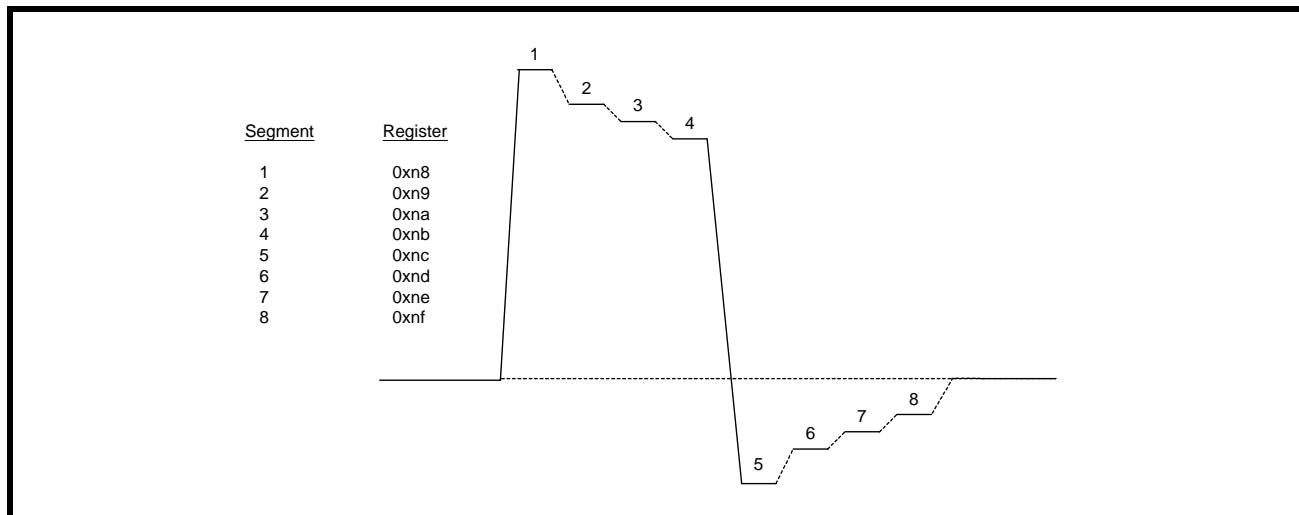 1
2
3
4
Segment Register
1 0xn8
2 0xn9
3 0xna
4 0xnb
5 0xnc
6 0xnd
7 0xne
8 0xnf
8
7
6
5